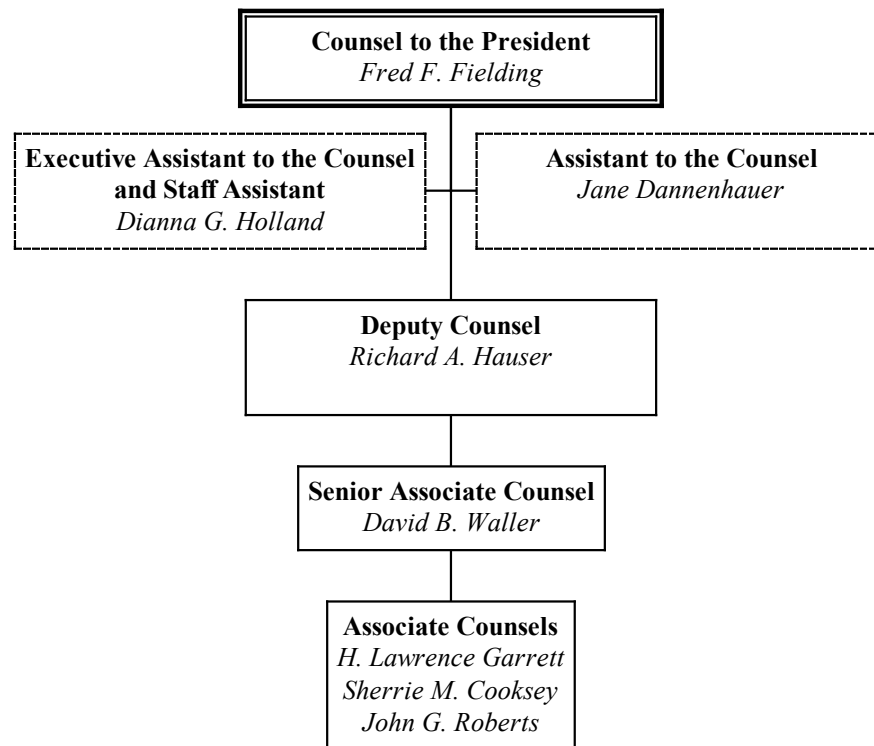 Counsel to the President
Fred F. Fielding
Executive Assistant to the Counsel
and Staff Assistant
Dianna G. Holland
Assistant to the Counsel
Jane Dannenhauer
Deputy Counsel
Richard A. Hauser
Senior Associate Counsel
David B. Waller
Associate Counsels
H. Lawrence Garrett
Sherrie M. Cooksey
John G. Roberts